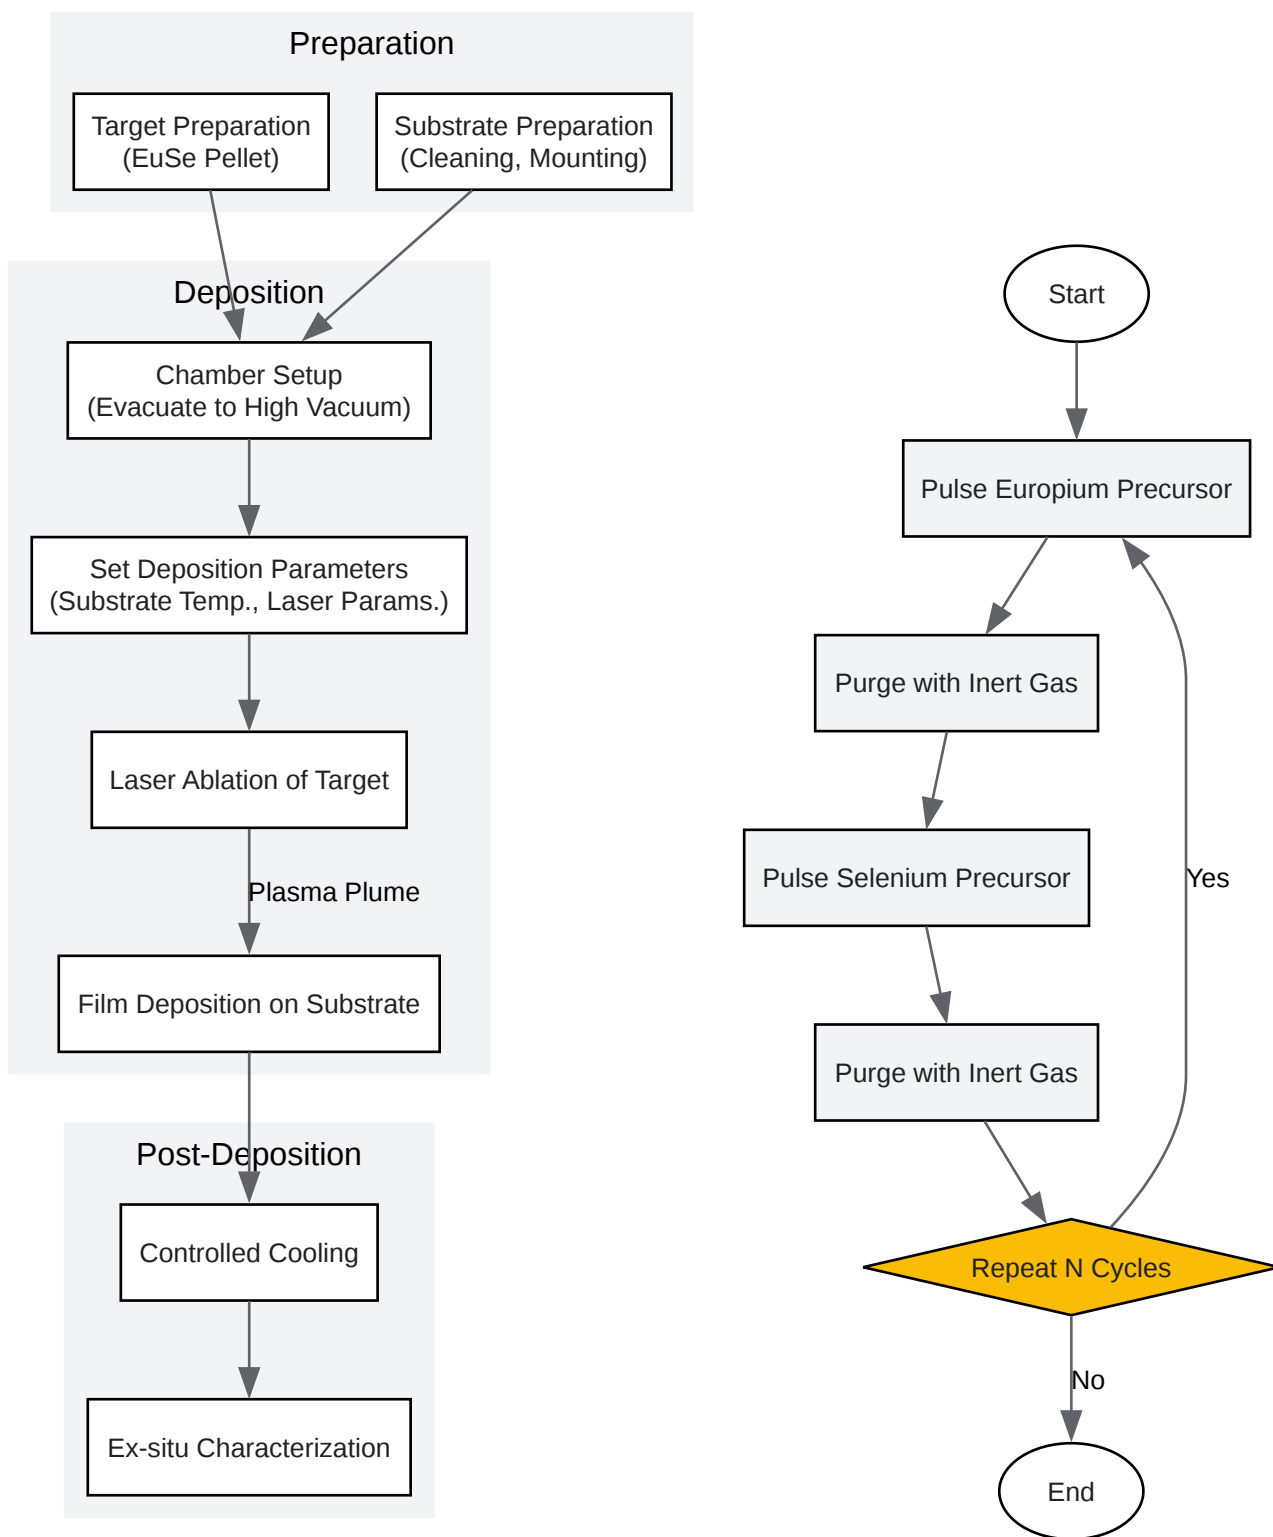 Preparation
Target Preparation
(EuSe Pellet)
Substrate Preparation
(Cleaning, Mounting)
Deposition
Chamber Setup
(Evacuate to High Vacuum)
Set Deposition Parameters
(Substrate Temp., Laser Params.)
Laser Ablation of Target
Plasma Plume
Film Deposition on Substrate
Post-Deposition
Controlled Cooling
Ex-situ Characterization
Start
Pulse Europium Precursor
Purge with Inert Gas
Pulse Selenium Precursor
Yes
Purge with Inert Gas
Repeat N Cycles
No
End